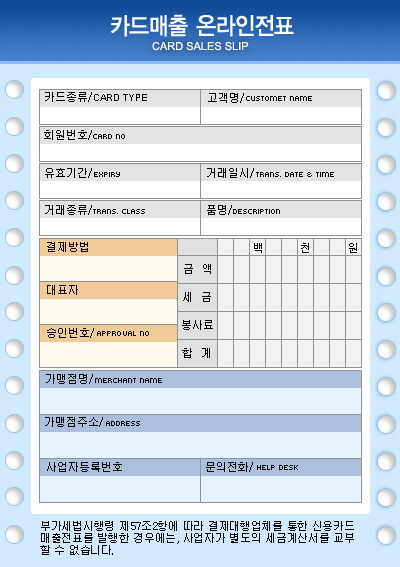 카드매출 온라인전표
CARD SALES SLIP
카드종류/CARD TYPE 고객명/CUSTOMET NAME
회원번호/CARD NO
유효기간/EXPIRY 거래일시/TRANS. DATE & TIME
거래종류/TRANS. CLASS 품명/DESCRIPTION
결제방법 백 천 원
금 액
대표자
세 금
봉사료
승인번호/APPROVAL NO
합 계
가맹점명/MERCHANT NAME
가맹점주소/ADDRESS
사업자등록번호 문의전화/HELP DESK
부가세법시행령 제57조2항에 따라 결제대행업체를 통한 신용카드
매출전표를 발행한 경우에는, 사업자가 별도의 세금계산서를 교부
할 수 없습니다.